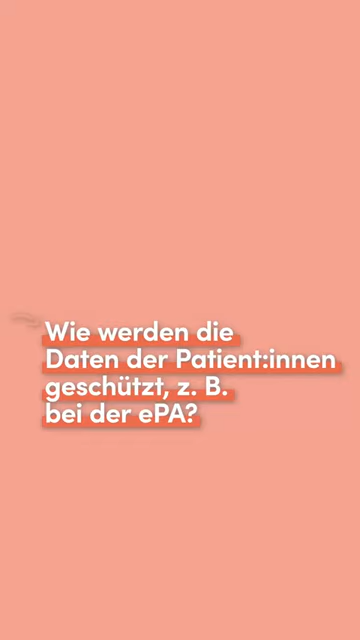 Wie werden die
Daten der Patient:innen
geschützt, z. B.
bei der ePA?